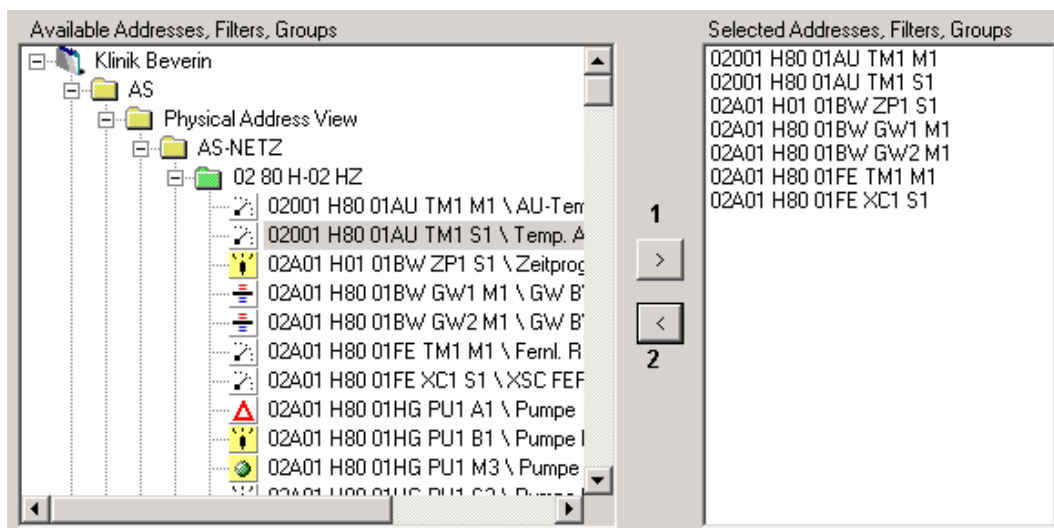 Available Addresses, Filters, Groups
Klinik Beverin
AS
Physical Address View
AS-NETZ
02 80 H-02 HZ
02001 H80 01AU TM1 M1 \ AU-Tem
02001 H80 01AU TM1 S1 \ Temp. A
02A01 H01 01BW ZP1 S1 \ Zeitprog
02A01 H80 01BW GW1 M1 \ GW B
02A01 H80 01BW GW2 M1 \ GW B
02A01 H80 01FE TM1 M1 \ Fernl. R
02A01 H80 01FE XC1 S1 \ XSC FEF
02A01 H80 01HG PU1 A1 \ Pumpe
02A01 H80 01HG PU1 B1 \ Pumpe
02A01 H80 01HG PU1 M3 \ Pumpe
1
>
<
2
Selected Addresses, Filters, Groups
02001 H80 01AU TM1 M1
02001 H80 01AU TM1 S1
02A01 H01 01BW ZP1 S1
02A01 H80 01BW GW1 M1
02A01 H80 01BW GW2 M1
02A01 H80 01FE TM1 M1
02A01 H80 01FE XC1 S1